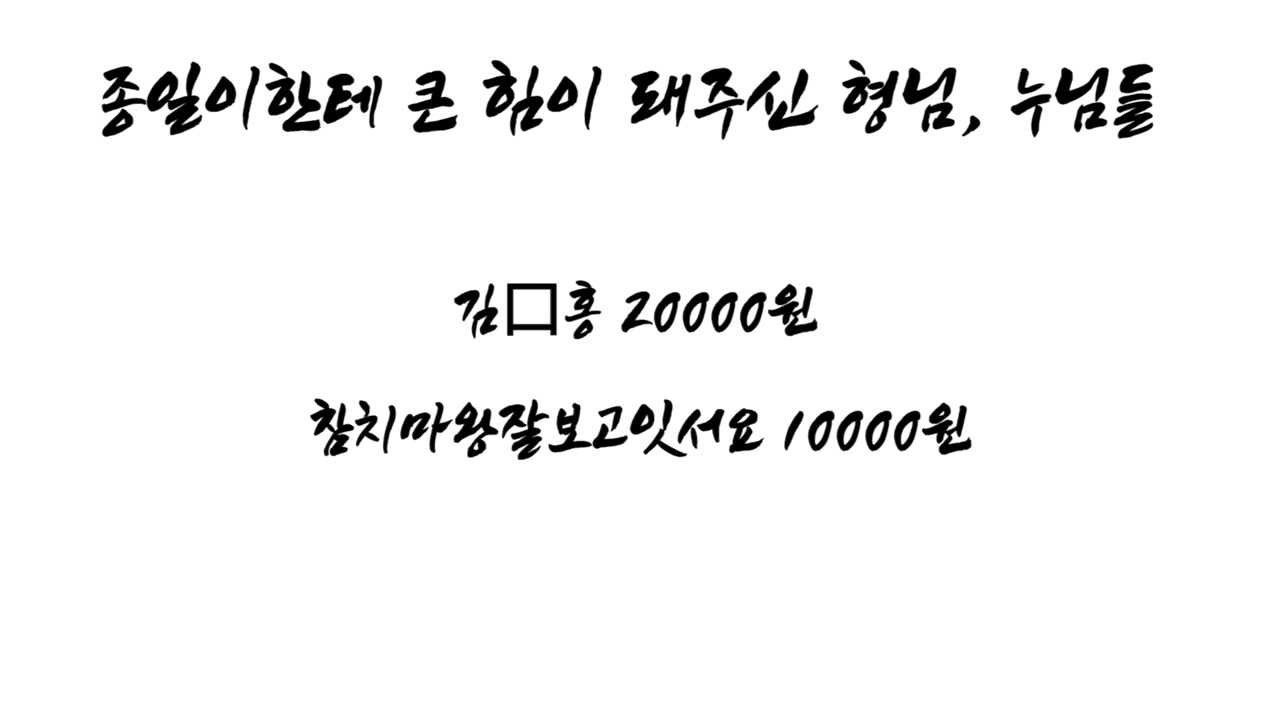 종일이한테 큰 힘이 돼주신 형님, 누님들
김□홍 20000원
참치마왕잘보고잇서요 10000원